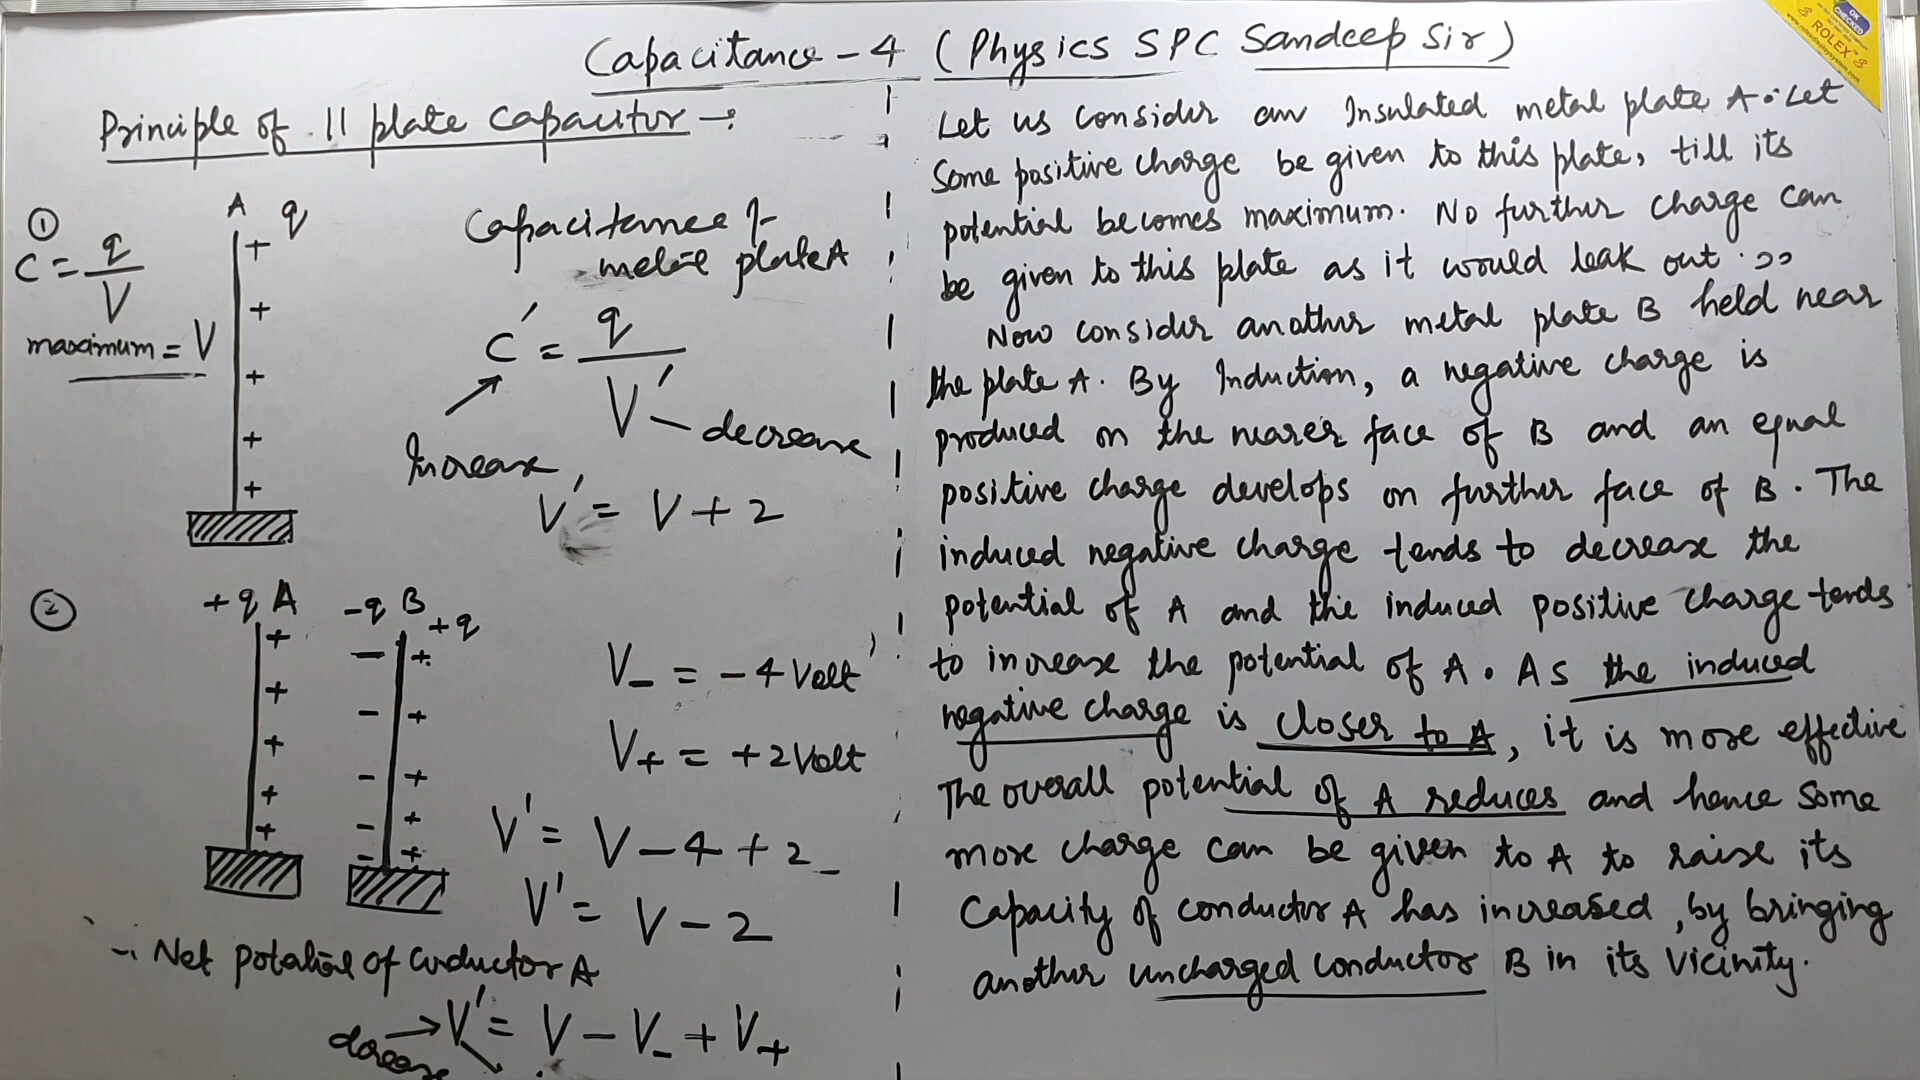 Capacitance - 4 (Physics SPC Sandeep Sir)
Principle of || plate Capacitor -:
①
C = q/V
maximum = V
A q
+
+
+
+
+
Capacitance of
metal plate A
C' = q/V'
decrease
Increase
V' = V + 2
②
+q A
-q B
+q
V_ = -4 Volt
V+ = +2 Volt
V' = V - 4 + 2
V' = V - 2
∴ Net potential of Conductor A
decrease → V' = V - V_ + V+
Let us consider an Insulated metal plate A. Let
Some positive charge be given to this plate, till its
potential becomes maximum. No further charge can
be given to this plate as it would leak out.
Now consider another metal plate B held near
the plate A. By Induction, a negative charge is
produced on the nearer face of B and an equal
positive charge develops on further face of B. The
induced negative charge tends to decrease the
potential of A and the induced positive charge tends
to increase the potential of A. As the induced
negative charge is closer to A, it is more effective
The overall potential of A reduces and hence some
more charge can be given to A to raise its
Capacity of conductor A has increased, by bringing
another uncharged conductor B in its vicinity.
OK
CHECKED
ROLEX